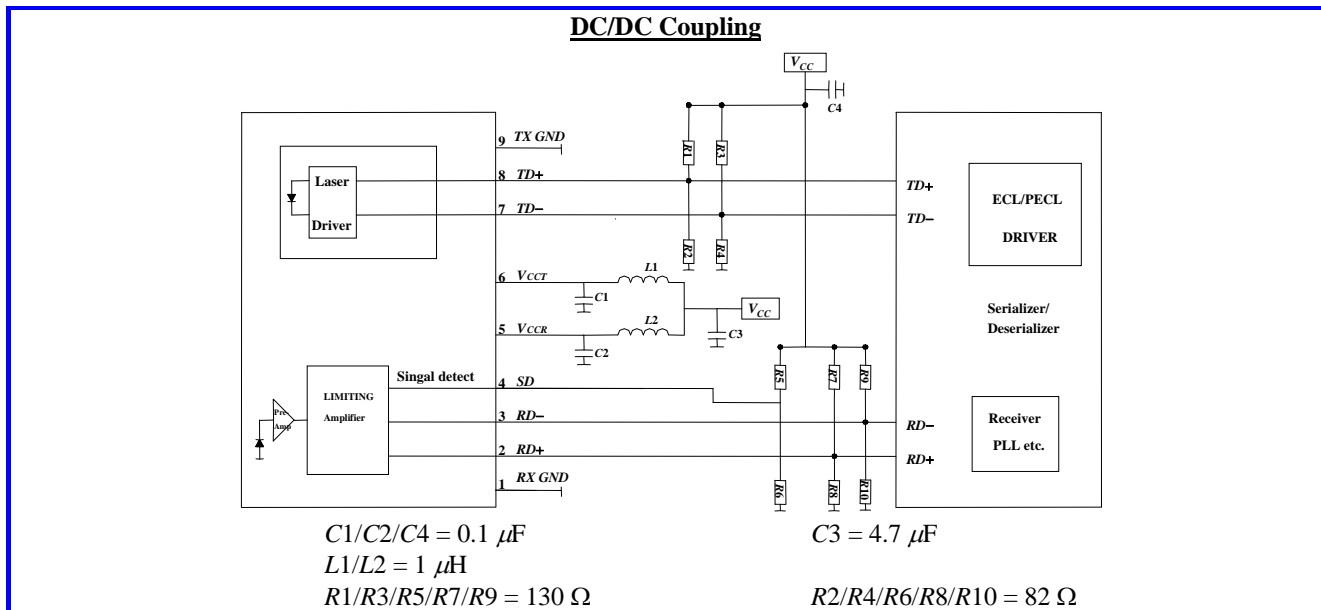 DC/DC Coupling
VCC
C4
9 TX GND
R1 R3
Laser
Driver
8 TD+
TD+
7 TD−
TD−
ECL/PECL
DRIVER
R2 R4
6 VCCT
L1
C1
VCC
5 VCCR
L2
C3
C2
Serializer/
Deserializer
R5 R7 R9
Singal detect
4 SD
LIMITING
Amplifier
Pre-
Amp
3 RD−
RD−
2 RD+
RD+
Receiver
PLL etc.
1 RX GND
R6 R8 R10
C1/C2/C4 = 0.1 μF
C3 = 4.7 μF
L1/L2 = 1 μH
R1/R3/R5/R7/R9 = 130 Ω
R2/R4/R6/R8/R10 = 82 Ω